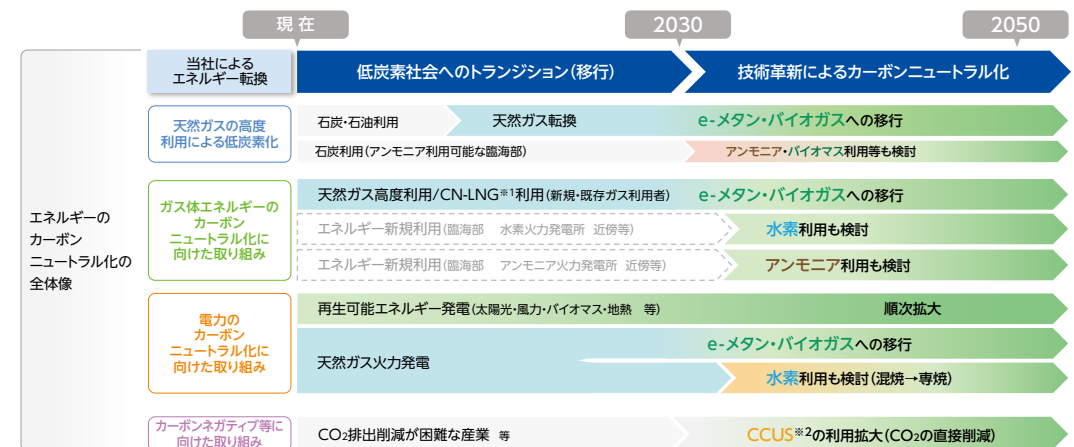 現在
2030
2050
当社による
エネルギー転換
低炭素社会へのトランジション(移行)
技術革新によるカーボンニュートラル化
エネルギーの
カーボン
ニュートラル化の
全体像
天然ガスの高度
利用による低炭素化
石炭・石油利用
天然ガス転換
e-メタン・バイオガスへの移行
石炭利用(アンモニア利用可能な臨海部)
アンモニア・バイオマス利用等も検討
ガス体エネルギーの
カーボン
ニュートラル化に
向けた取り組み
天然ガス高度利用/CN-LNG※1利用(新規・既存ガス利用者)
e-メタン・バイオガスへの移行
エネルギー新規利用(臨海部 水素火力発電所 近傍等)
水素利用も検討
エネルギー新規利用(臨海部 アンモニア火力発電所 近傍等)
アンモニア利用も検討
電力の
カーボン
ニュートラル化に
向けた取り組み
再生可能エネルギー発電(太陽光・風力・バイオマス・地熱 等)
順次拡大
天然ガス火力発電
e-メタン・バイオガスへの移行
水素利用も検討(混焼→専焼)
カーボンネガティブ等に
向けた取り組み
CO2排出削減が困難な産業 等
CCUS※2の利用拡大(CO2の直接削減)